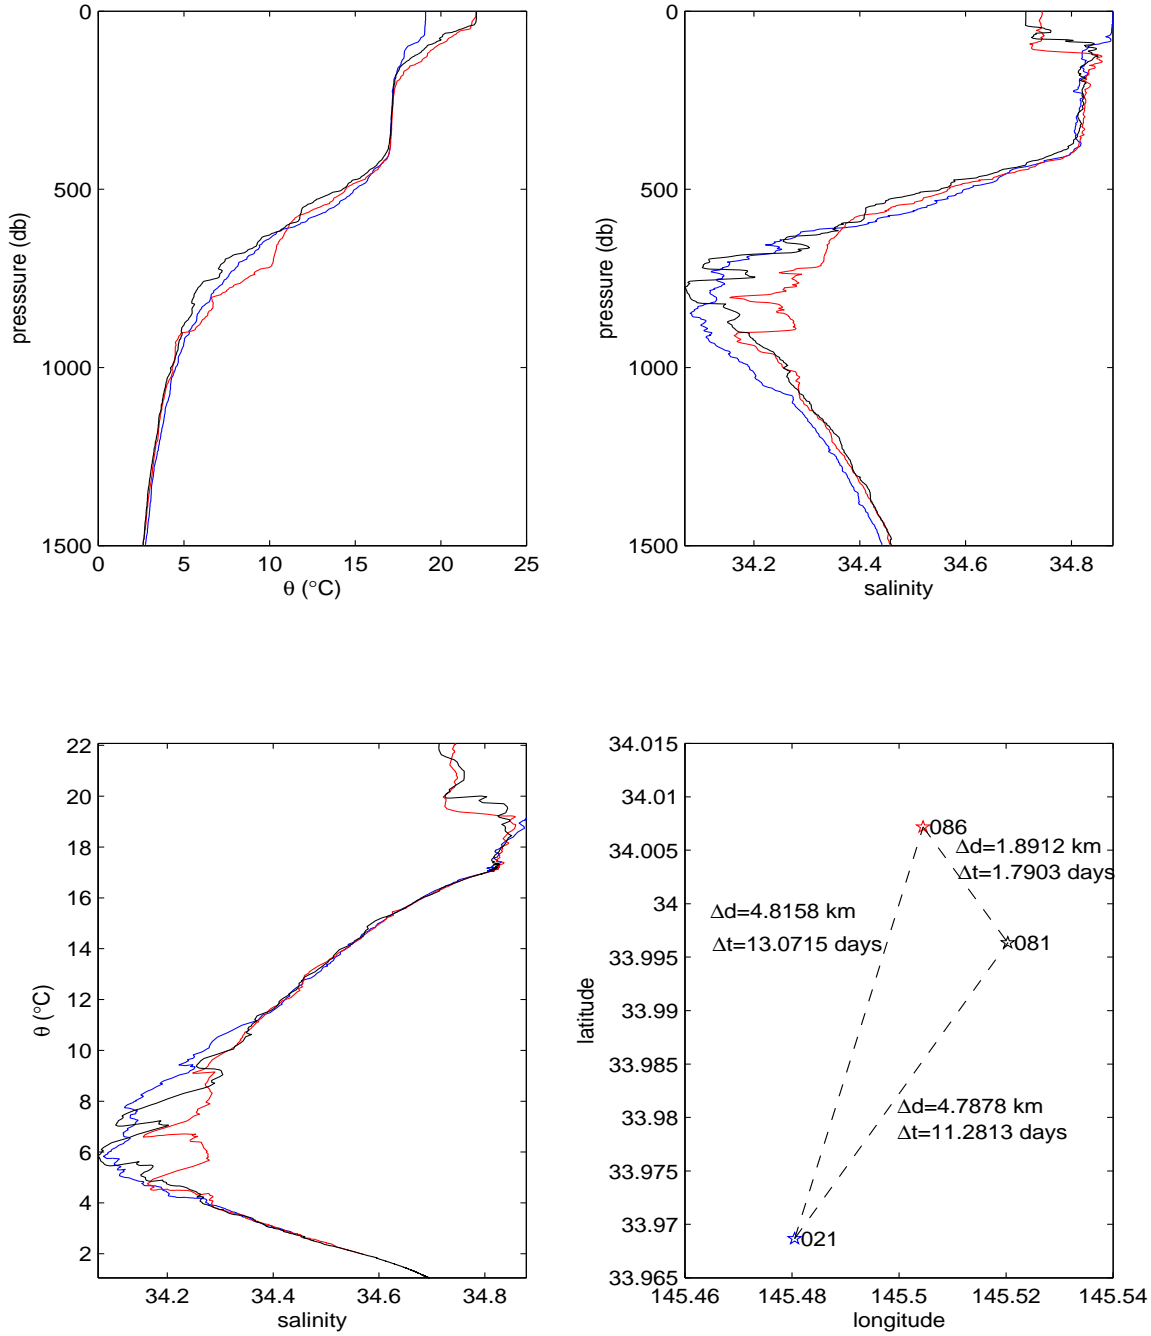 0
500
1000
1500
pressure (db)
0 5 10 15 20 25
θ (°C)
0
500
1000
1500
pressure (db)
34.2 34.4 34.6 34.8
salinity
22
20
18
16
14
12
10
8
6
4
2
θ (°C)
34.2 34.4 34.6 34.8
salinity
34.015
34.01
34.005
34
33.995
33.99
33.985
33.98
33.975
33.97
33.965
latitude
086
Δd=1.8912 km
Δt=1.7903 days
Δd=4.8158 km
Δt=13.0715 days
081
Δd=4.7878 km
Δt=11.2813 days
021
145.46 145.48 145.5 145.52 145.54
longitude